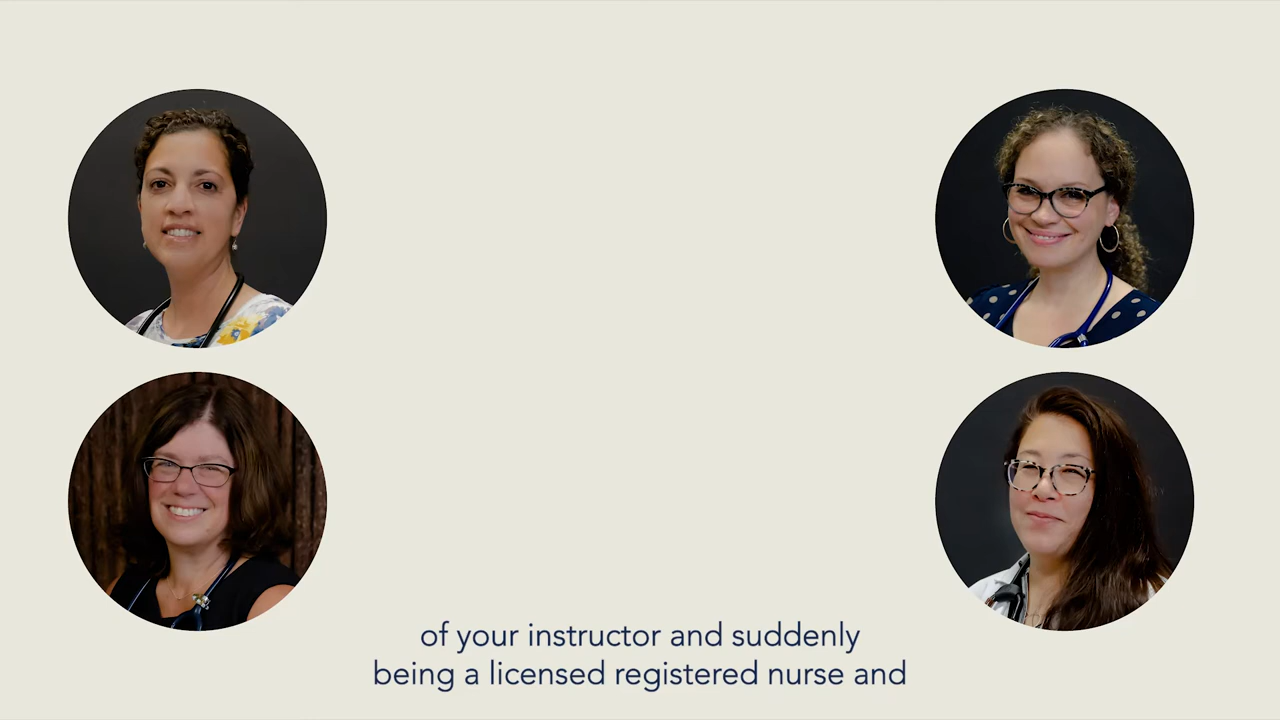 of your instructor and suddenly
being a licensed registered nurse and